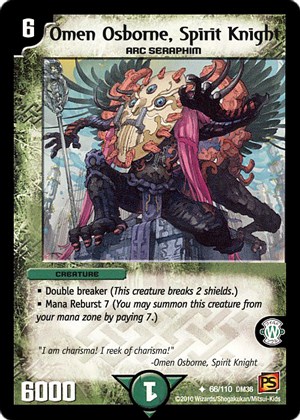 6
Omen Osborne, Spirit Knight
ARC SERAPHIM
CREATURE
▪ Double breaker (This creature breaks 2 shields.)
▪ Mana Reburst 7 (You may summon this creature from
your mana zone by paying 7.)
"I am charisma! I reek of charisma!"
-Omen Osborne, Spirit Knight
6000
1
66/110 DM36
©2010 Wizards/Shogakukan/Mitsui-Kids
W
PS